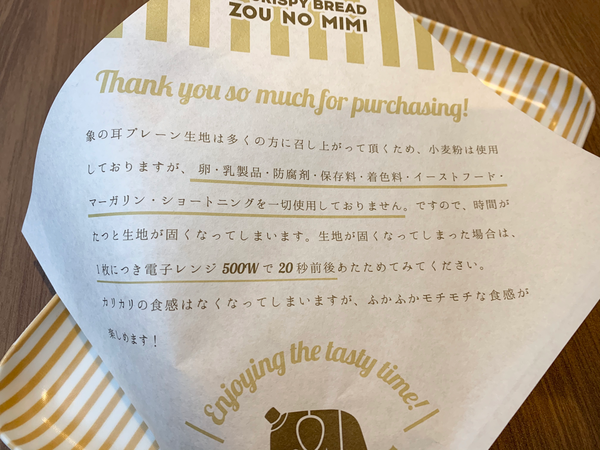 CRISPY BREAD
ZOU NO MIMI
Thank you so much for purchasing!
象の耳プレーン生地は多くの方に召し上がって頂くため、小麦粉は使用
しておりますが、卵・乳製品・防腐剤・保存料・着色料・イーストフード・
マーガリン・ショートニングを一切使用しておりません。ですので、時間が
たつと生地が固くなってしまいます。生地が固くなってしまった場合は、
1枚につき電子レンジ500Wで20秒前後あたためてみてください。
カリカリの食感はなくなってしまいますが、ふかふかモチモチな食感が
楽しめます！
Enjoying the tasty time!